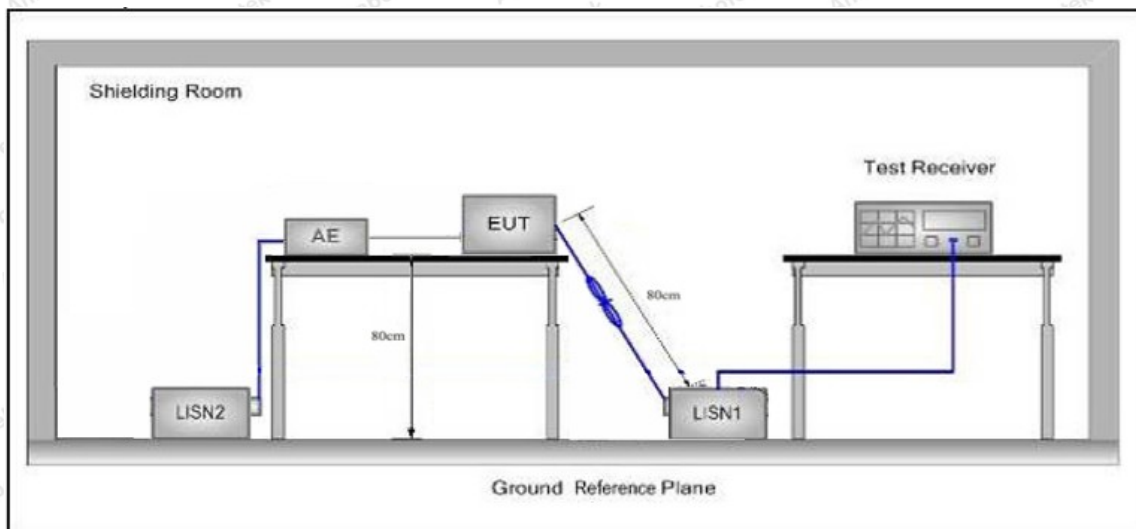 Shielding Room
Test Receiver
AE
EUT
80cm
80cm
LISN2
LISN1
Ground Reference Plane